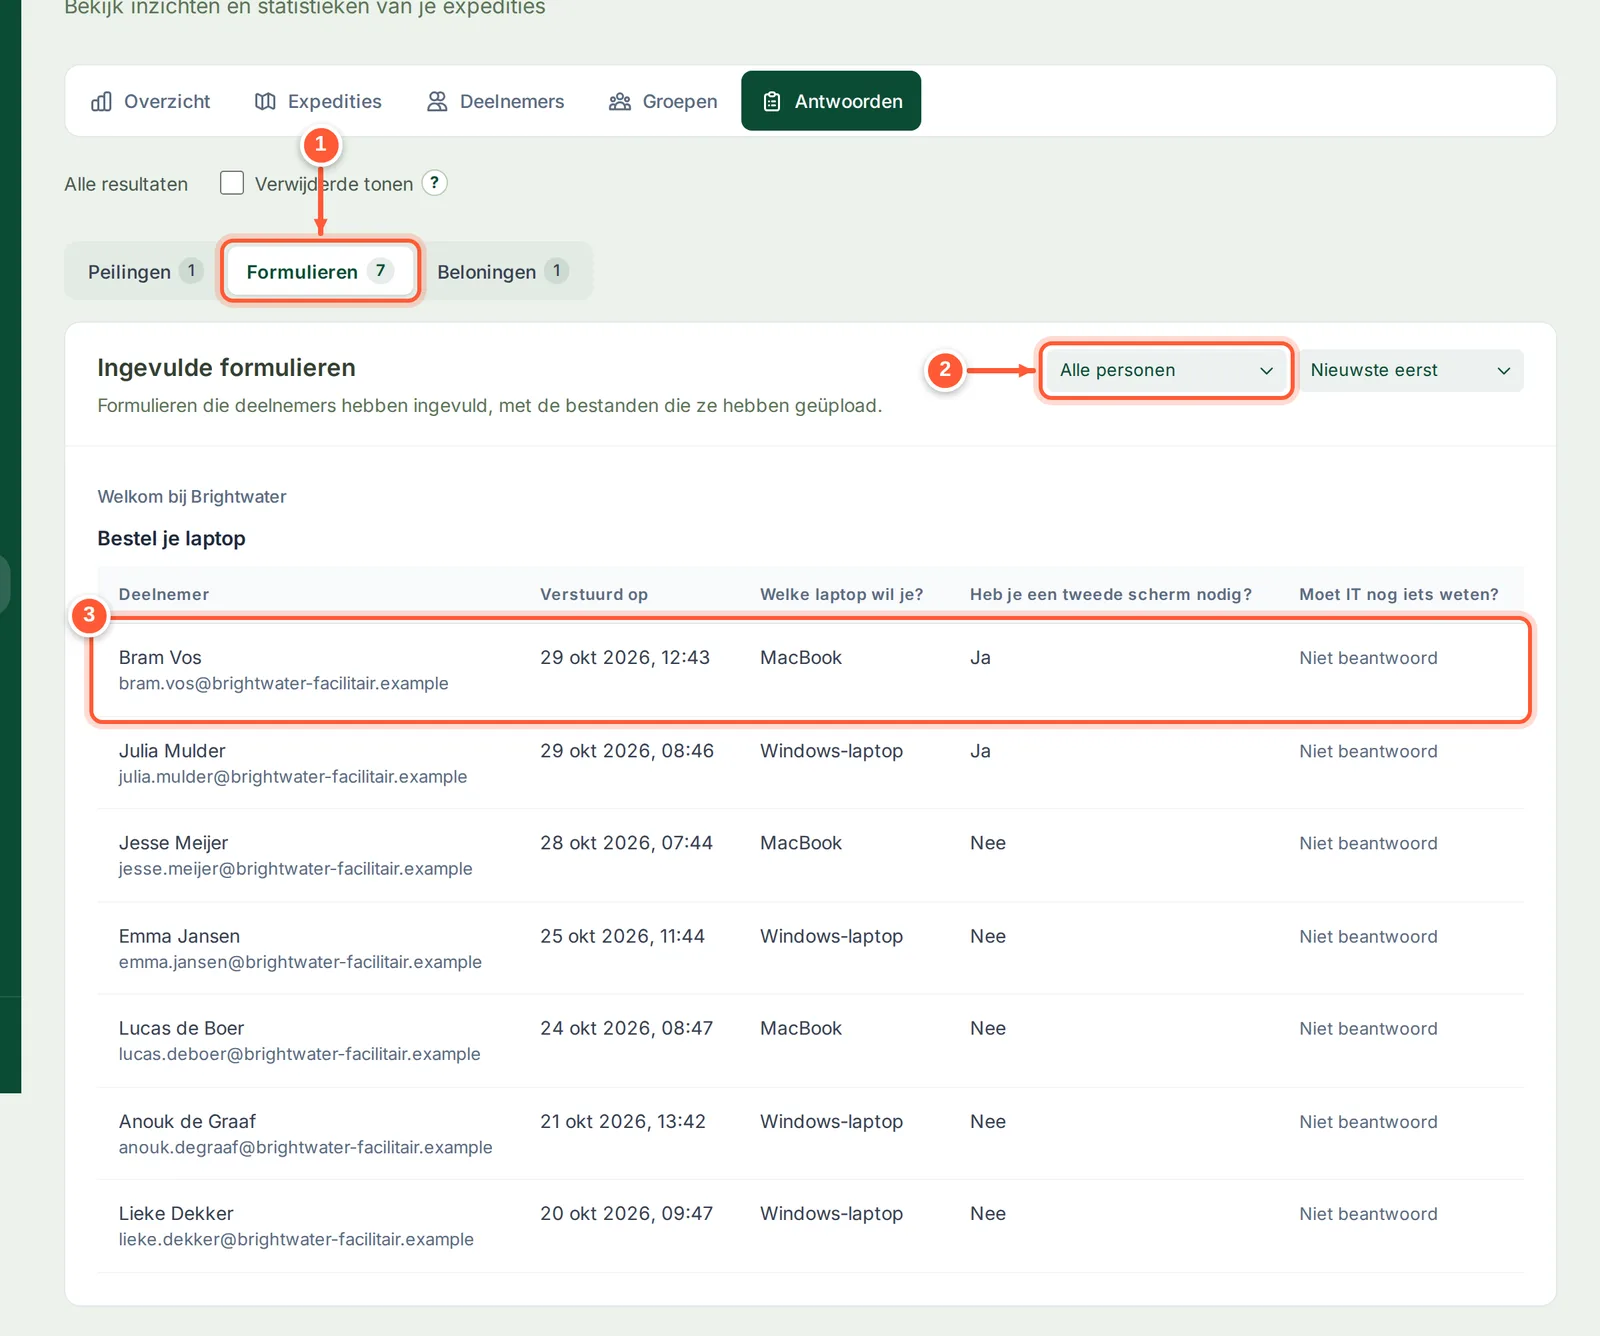 Bekijk inzichten en statistieken van je expedities
Overzicht
Expedities
Deelnemers
Groepen
Antwoorden
1
Alle resultaten
Verwijderde tonen
?
Peilingen 1
Formulieren 7
Beloningen 1
Ingevulde formulieren
Formulieren die deelnemers hebben ingevuld, met de bestanden die ze hebben geüpload.
2
Alle personen
Nieuwste eerst
Welkom bij Brightwater
Bestel je laptop
Deelnemer Verstuurd op Welke laptop wil je? Heb je een tweede scherm nodig? Moet IT nog iets weten?
3
Bram Vos 29 okt 2026, 12:43 MacBook Ja Niet beantwoord
bram.vos@brightwater-facilitair.example
Julia Mulder 29 okt 2026, 08:46 Windows-laptop Ja Niet beantwoord
julia.mulder@brightwater-facilitair.example
Jesse Meijer 28 okt 2026, 07:44 MacBook Nee Niet beantwoord
jesse.meijer@brightwater-facilitair.example
Emma Jansen 25 okt 2026, 11:44 Windows-laptop Nee Niet beantwoord
emma.jansen@brightwater-facilitair.example
Lucas de Boer 24 okt 2026, 08:47 MacBook Nee Niet beantwoord
lucas.deboer@brightwater-facilitair.example
Anouk de Graaf 21 okt 2026, 13:42 Windows-laptop Nee Niet beantwoord
anouk.degraaf@brightwater-facilitair.example
Lieke Dekker 20 okt 2026, 09:47 Windows-laptop Nee Niet beantwoord
lieke.dekker@brightwater-facilitair.example